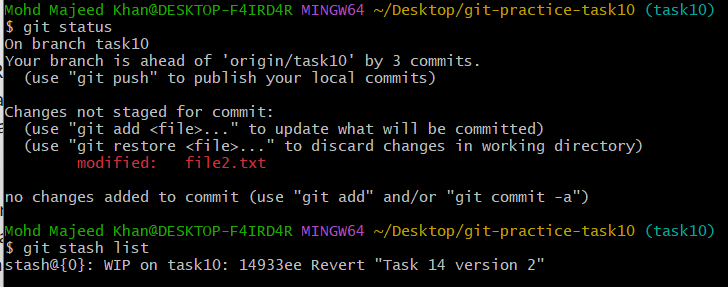 Mohd Majeed Khan@DESKTOP-F4IRD4R MINGW64 ~/Desktop/git-practice-task10 (task10)
$ git status
On branch task10
Your branch is ahead of 'origin/task10' by 3 commits.
  (use "git push" to publish your local commits)

Changes not staged for commit:
  (use "git add <file>..." to update what will be committed)
  (use "git restore <file>..." to discard changes in working directory)
        modified:   file2.txt

no changes added to commit (use "git add" and/or "git commit -a")

Mohd Majeed Khan@DESKTOP-F4IRD4R MINGW64 ~/Desktop/git-practice-task10 (task10)
$ git stash list
stash@{0}: WIP on task10: 14933ee Revert "Task 14 version 2"